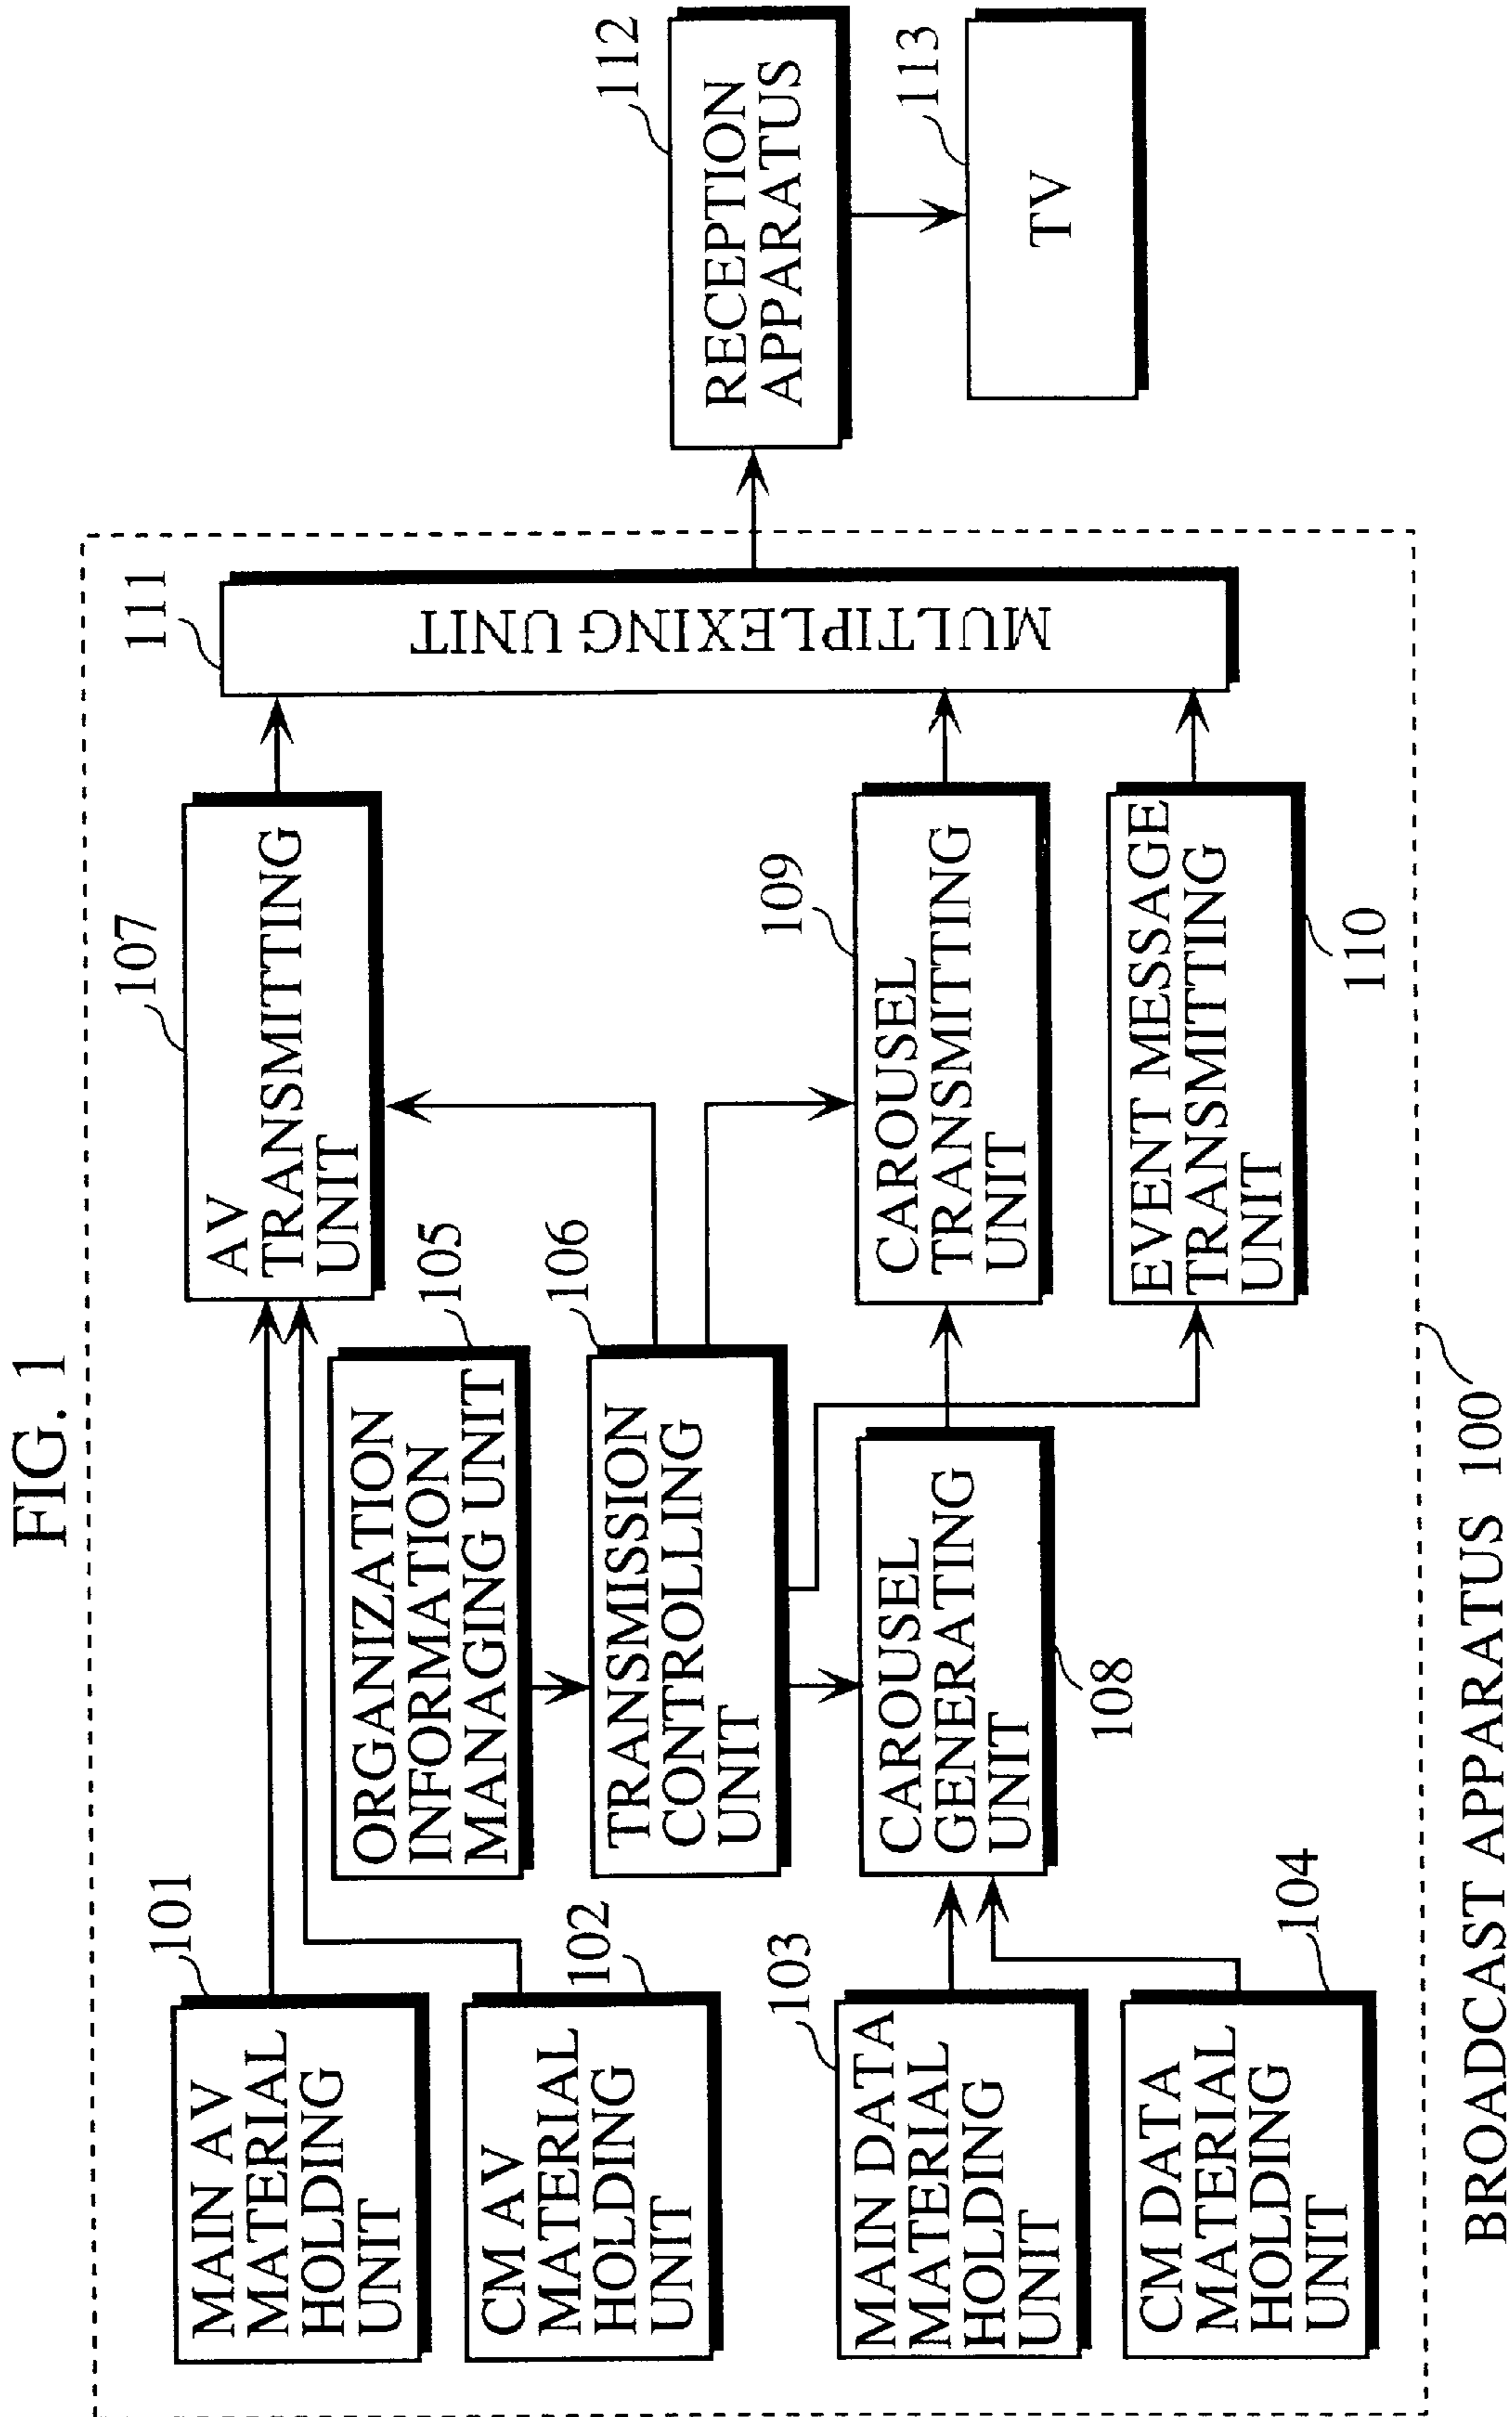 FIG. 1
101
MAIN AV
MATERIAL
HOLDING
UNIT
102
CM AV
MATERIAL
HOLDING
UNIT
103
MAIN DATA
MATERIAL
HOLDING
UNIT
104
CM DATA
MATERIAL
HOLDING
UNIT
105
ORGANIZATION
INFORMATION
MANAGING UNIT
106
TRANSMISSION
CONTROLLING
UNIT
107
AV
TRANSMITTING
UNIT
108
CAROUSEL
GENERATING
UNIT
109
CAROUSEL
TRANSMITTING
UNIT
110
EVENT MESSAGE
TRANSMITTING
UNIT
111
MULTIPLEXING UNIT
112
RECEPTION
APPARATUS
113
TV
BROADCAST APPARATUS 100